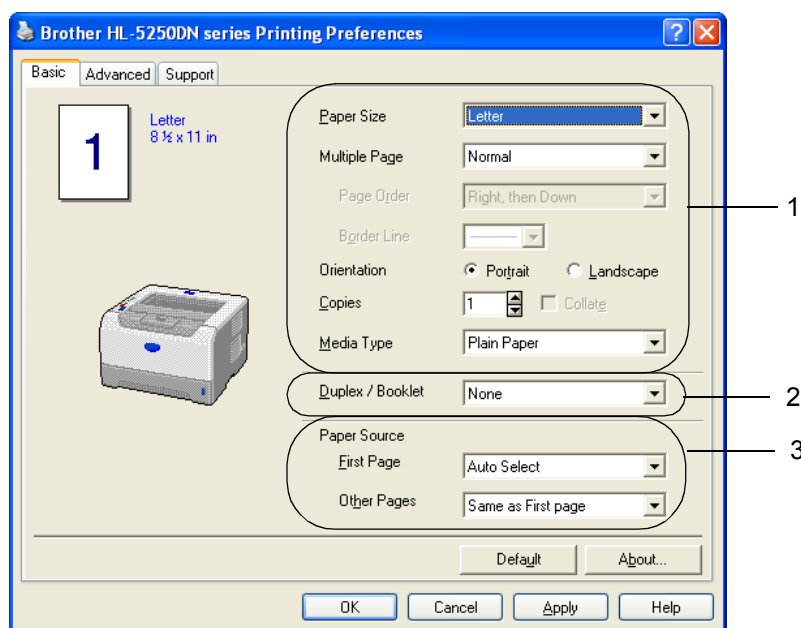 Brother HL-5250DN series Printing Preferences
Basic Advanced Support
1
Letter
8 ½ x 11 in
Paper Size Letter
Multiple Page Normal
Page Order Right, then Down
Border Line
Orientation Portrait Landscape
Copies 1 Collate
Media Type Plain Paper
1
Duplex / Booklet None
2
Paper Source
3
First Page Auto Select
Other Pages Same as First page
Default About...
OK Cancel Apply Help